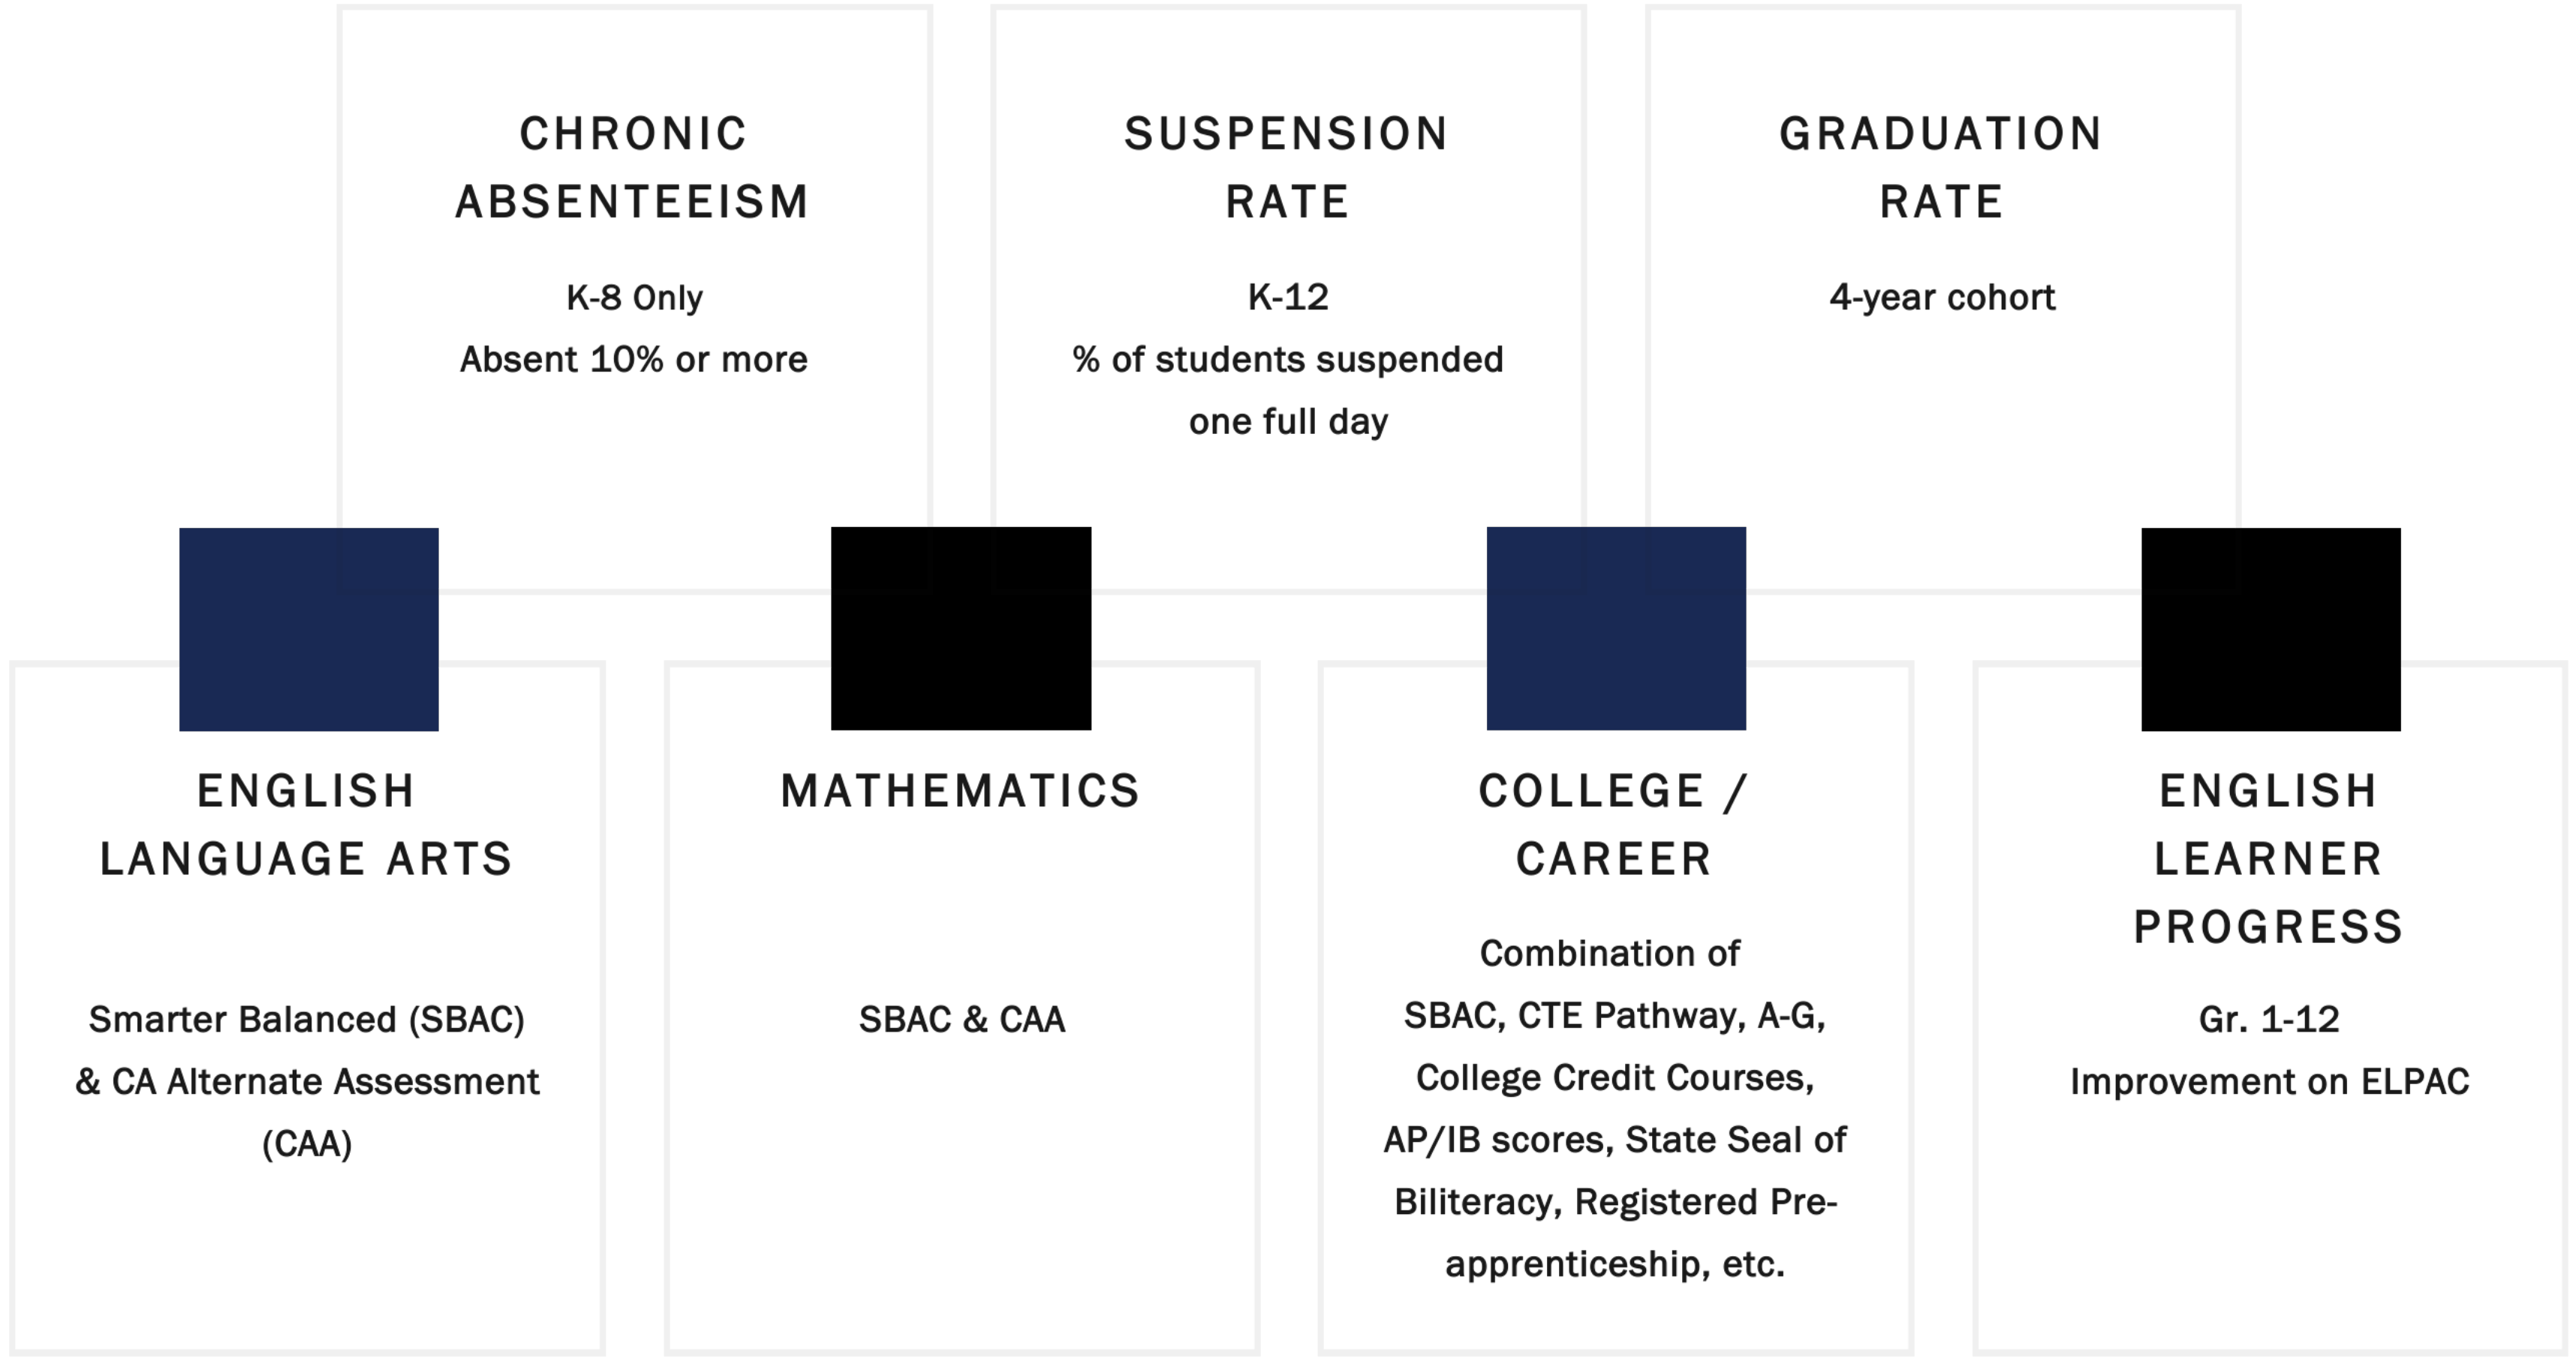 CHRONIC
ABSENTEEISM
K-8 Only
Absent 10% or more
SUSPENSION
RATE
K-12
% of students suspended
one full day
GRADUATION
RATE
4-year cohort
ENGLISH
LANGUAGE ARTS
Smarter Balanced (SBAC)
& CA Alternate Assessment
(CAA)
MATHEMATICS
SBAC & CAA
COLLEGE /
CAREER
Combination of
SBAC, CTE Pathway, A-G,
College Credit Courses,
AP/IB scores, State Seal of
Biliteracy, Registered Pre-
apprenticeship, etc.
ENGLISH
LEARNER
PROGRESS
Gr. 1-12
Improvement on ELPAC